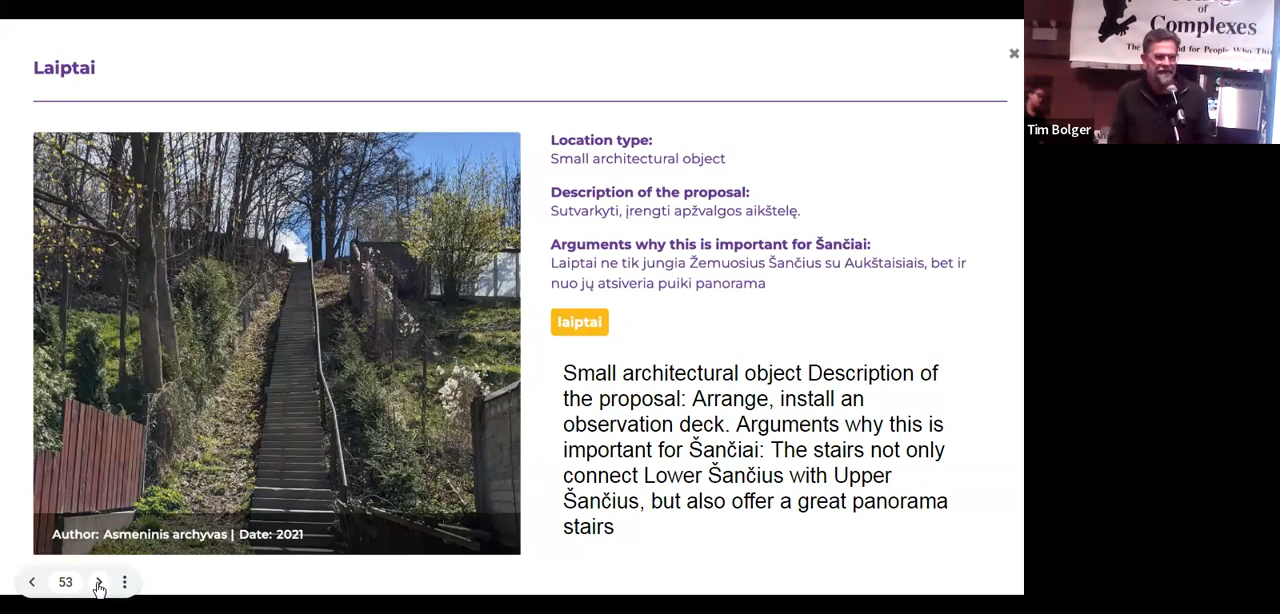 Laiptai
Location type:
Small architectural object
Description of the proposal:
Sutvarkyti, įrengti apžvalgos aikštelę.
Arguments why this is important for Šančiai:
Laiptai ne tik jungia Žemuosius Šančius su Aukštaisiais, bet ir
nuo jų atsiveria puiki panorama
laiptai
Small architectural object Description of
the proposal: Arrange, install an
observation deck. Arguments why this is
important for Šančiai: The stairs not only
connect Lower Šančius with Upper
Šančius, but also offer a great panorama
stairs
Author: Asmeninis archyvas | Date: 2021
53
of
Complexes
for People Who
Tim Bolger